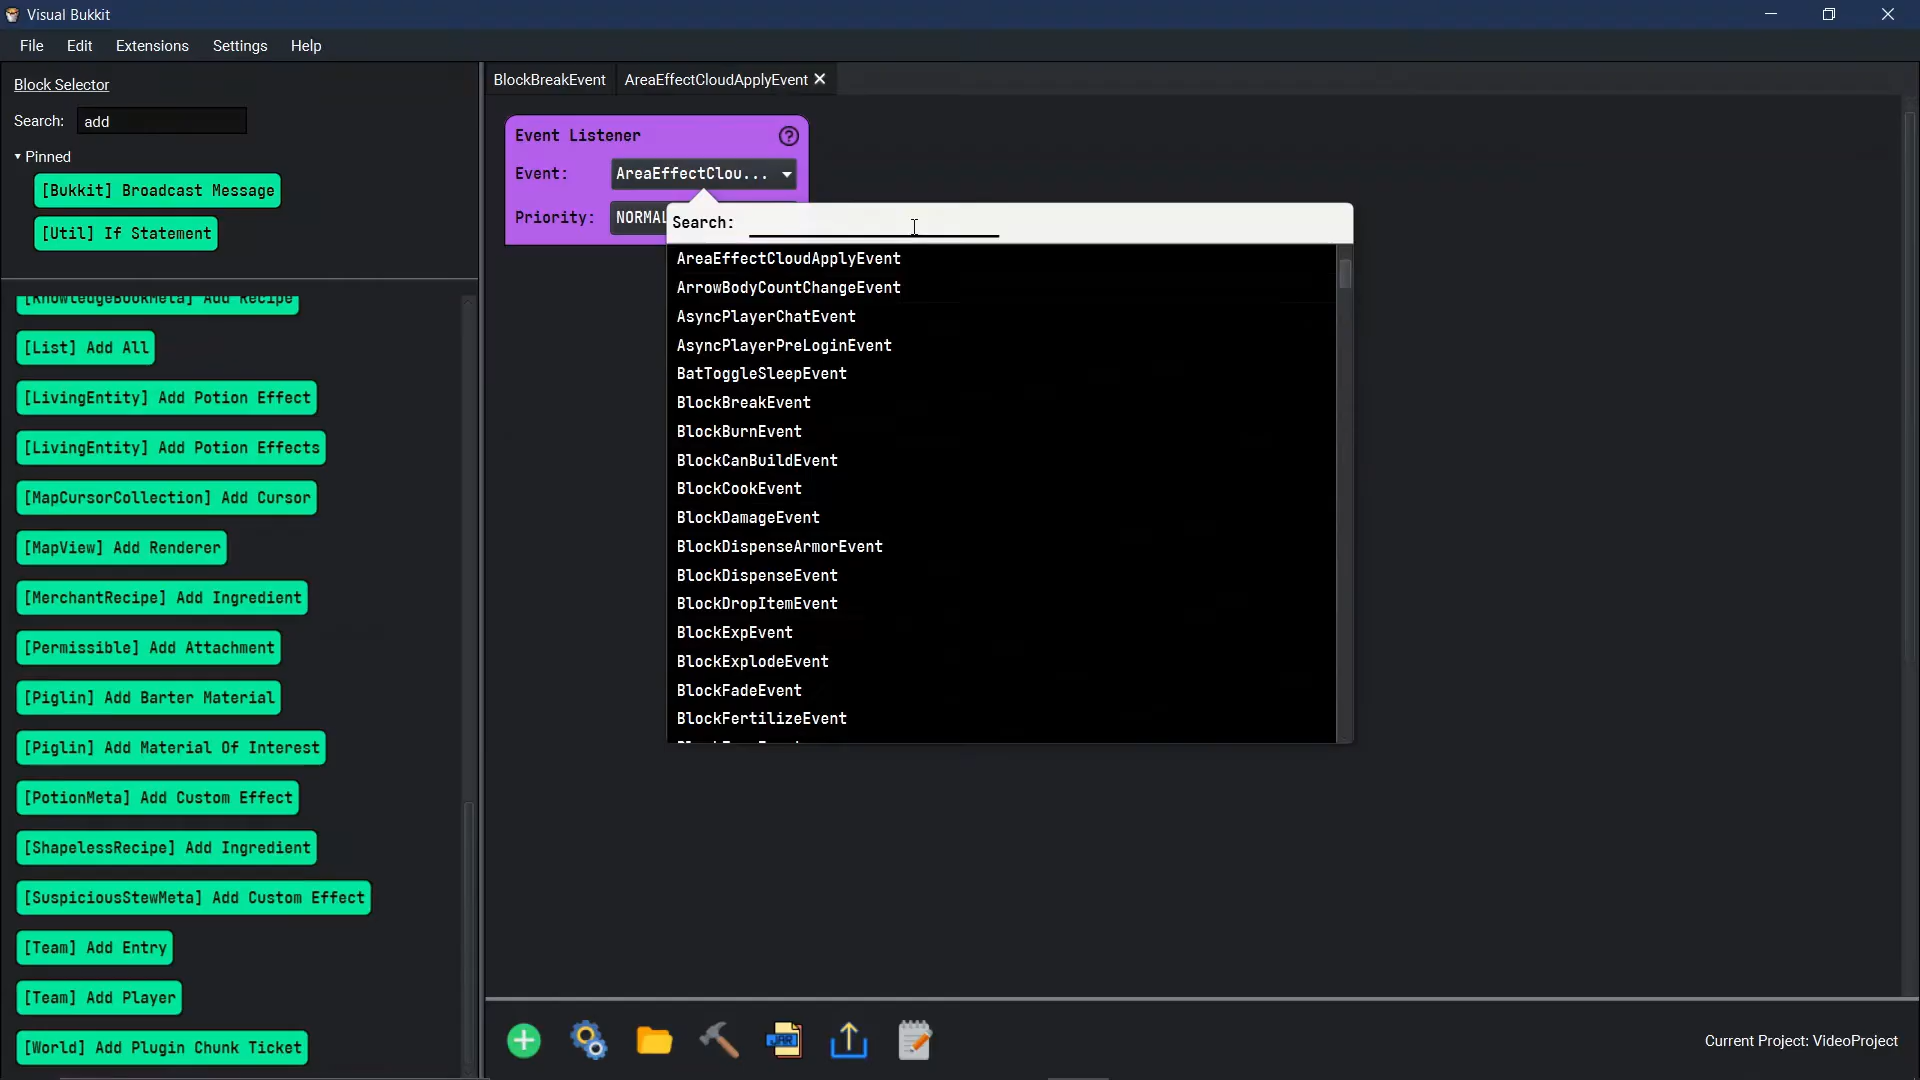 Visual Bukkit
File Edit Extensions Settings Help
Block Selector
Search: add
Pinned
[Bukkit] Broadcast Message
[Util] If Statement
[KnowledgeBookMeta] Add Recipe
[List] Add All
[LivingEntity] Add Potion Effect
[LivingEntity] Add Potion Effects
[MapCursorCollection] Add Cursor
[MapView] Add Renderer
[MerchantRecipe] Add Ingredient
[Permissible] Add Attachment
[Piglin] Add Barter Material
[Piglin] Add Material Of Interest
[PotionMeta] Add Custom Effect
[ShapelessRecipe] Add Ingredient
[SuspiciousStewMeta] Add Custom Effect
[Team] Add Entry
[Team] Add Player
[World] Add Plugin Chunk Ticket
BlockBreakEvent AreaEffectCloudApplyEvent
Event Listener ?
Event: AreaEffectClou...
Priority: NORMAL
Search:
AreaEffectCloudApplyEvent
ArrowBodyCountChangeEvent
AsyncPlayerChatEvent
AsyncPlayerPreLoginEvent
BatToggleSleepEvent
BlockBreakEvent
BlockBurnEvent
BlockCanBuildEvent
BlockCookEvent
BlockDamageEvent
BlockDispenseArmorEvent
BlockDispenseEvent
BlockDropItemEvent
BlockExpEvent
BlockExplodeEvent
BlockFadeEvent
BlockFertilizeEvent
JAR
Current Project: VideoProject